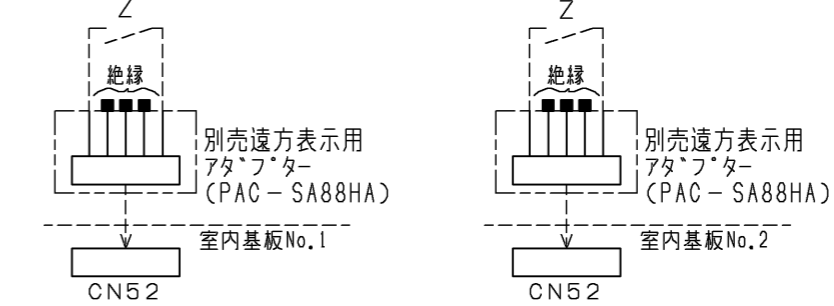 Z
絶縁
別売遠方表示用
アダプター
(PAC-SA88HA)
室内基板No.1
CN52
Z
絶縁
別売遠方表示用
アダプター
(PAC-SA88HA)
室内基板No.2
CN52